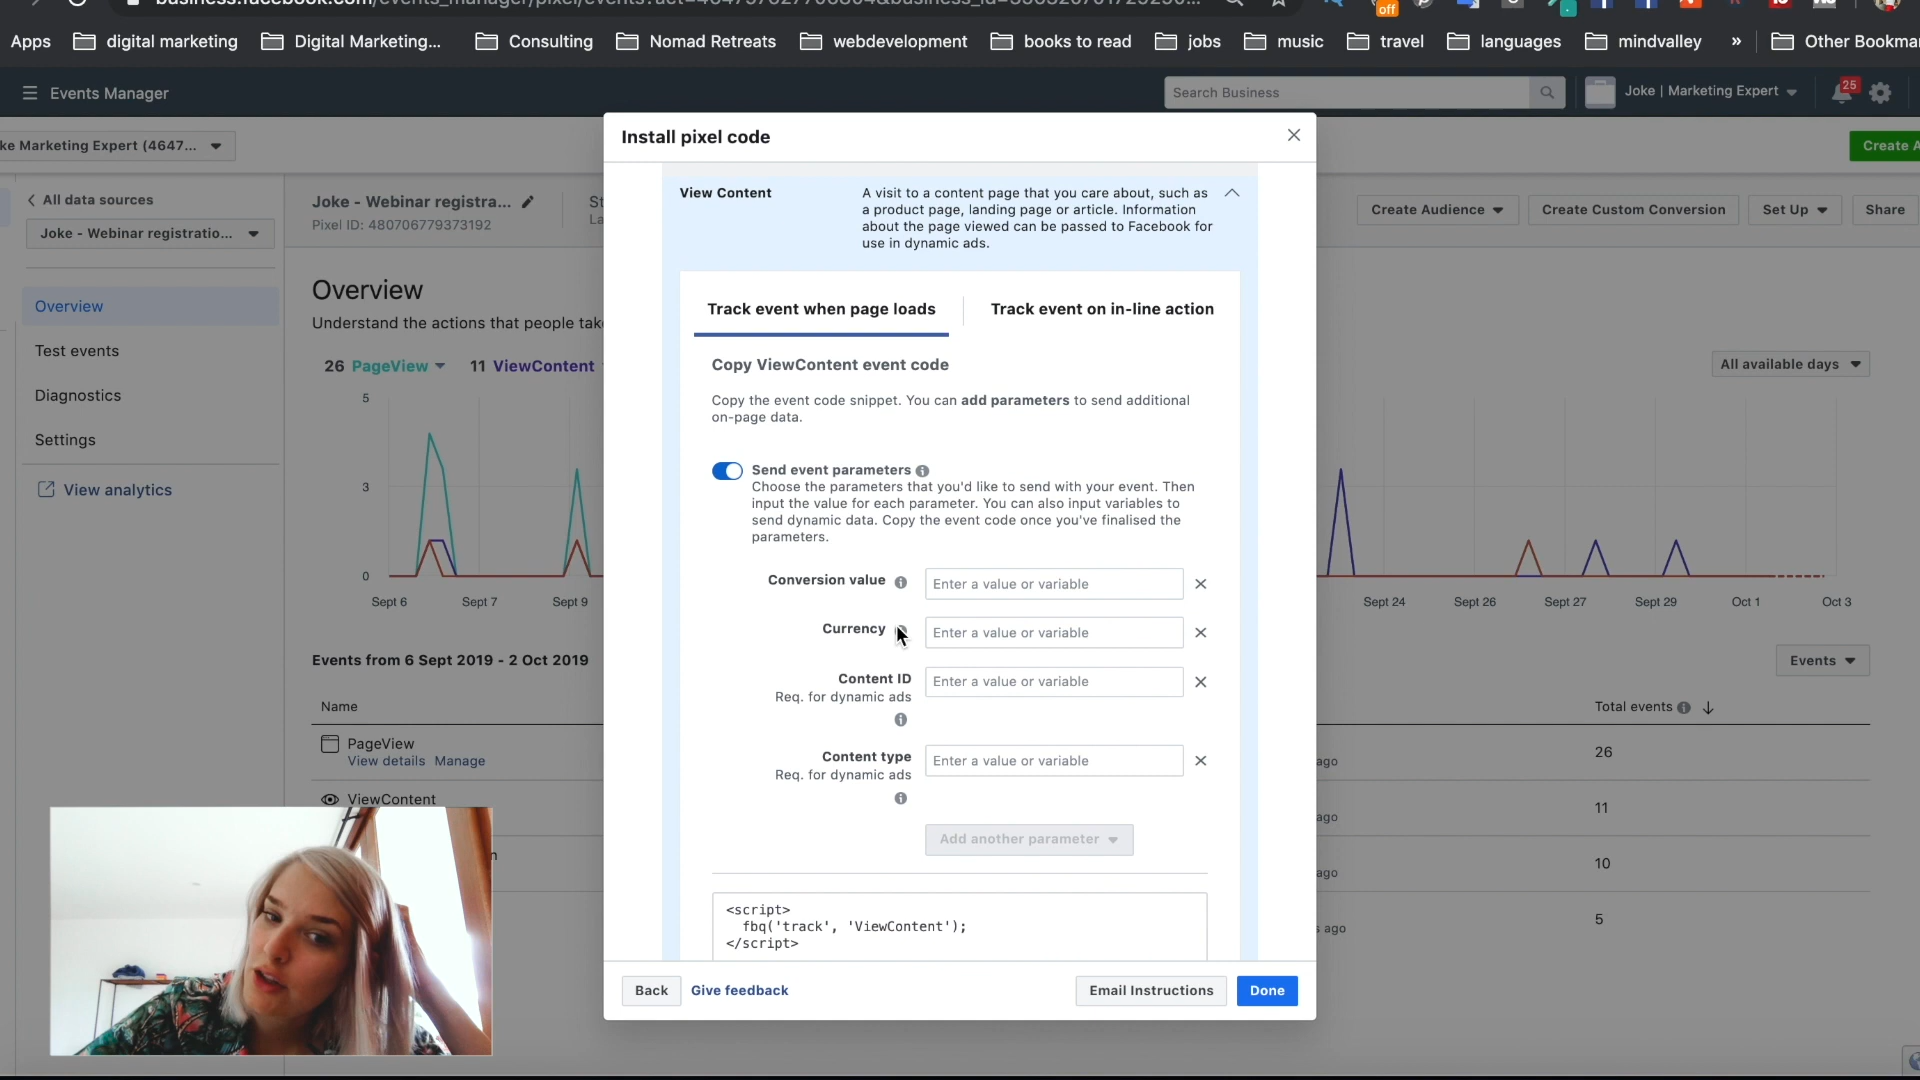 Apps
digital marketing
Digital Marketing...
Consulting
Nomad Retreats
webdevelopment
books to read
jobs
music
travel
languages
mindvalley
»
Other Bookma
Events Manager
Search Business
Joke | Marketing Expert
25
ke Marketing Expert (4647...
Create A
All data sources
Joke - Webinar registratio...
Overview
Test events
Diagnostics
Settings
View analytics
Joke - Webinar registra...
Pixel ID: 480706779373192
St
La
Create Audience
Create Custom Conversion
Set Up
Share
Overview
Understand the actions that people tak
26 PageView
11 ViewContent
All available days
5
3
0
Sept 6
Sept 7
Sept 9
Sept 24
Sept 26
Sept 27
Sept 29
Oct 1
Oct 3
Events from 6 Sept 2019 - 2 Oct 2019
Events
Name
Total events
PageView
View details Manage
ago
26
ViewContent
ago
11
n
ago
10
s ago
5
Install pixel code
View Content
A visit to a content page that you care about, such as
a product page, landing page or article. Information
about the page viewed can be passed to Facebook for
use in dynamic ads.
Track event when page loads
Track event on in-line action
Copy ViewContent event code
Copy the event code snippet. You can add parameters to send additional
on-page data.
Send event parameters
Choose the parameters that you'd like to send with your event. Then
input the value for each parameter. You can also input variables to
send dynamic data. Copy the event code once you've finalised the
parameters.
Conversion value
Enter a value or variable
Currency
Enter a value or variable
Content ID
Req. for dynamic ads
Enter a value or variable
Content type
Req. for dynamic ads
Enter a value or variable
Add another parameter
<script>
fbq('track', 'ViewContent');
</script>
Back
Give feedback
Email Instructions
Done
off